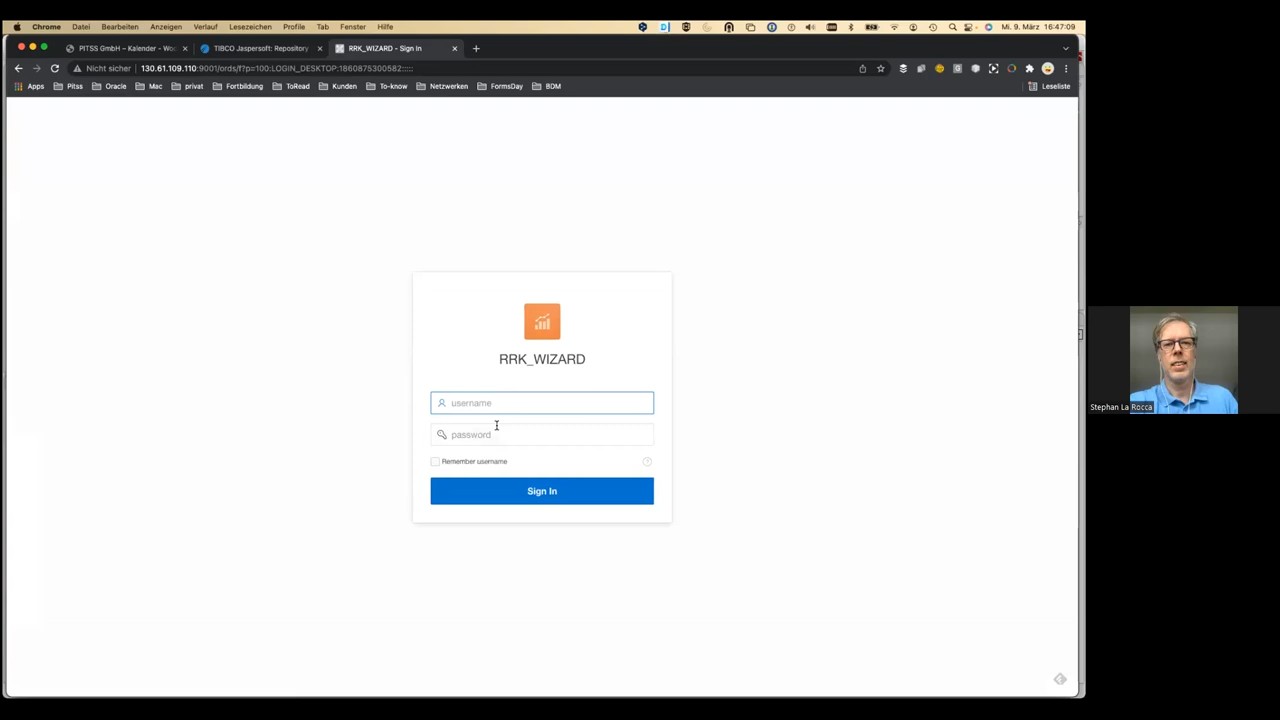 Chrome Datei Bearbeiten Anzeigen Verlauf Lesezeichen Profile Tab Fenster Hilfe Mi. 9. März 16:47:09
PITSS GmbH – Kalender - Woc TIBCO Jaspersoft: Repository RRK_WIZARD - Sign In
Nicht sicher 130.61.109.110:9001/ords/f?p=100:LOGIN_DESKTOP:1860875300582:::::
Apps Pitss Oracle Mac privat Fortbildung ToRead Kunden To-know Netzwerken FormsDay BDM Leseliste
RRK_WIZARD
username
password
Remember username
Sign In
Stephan La Rocca